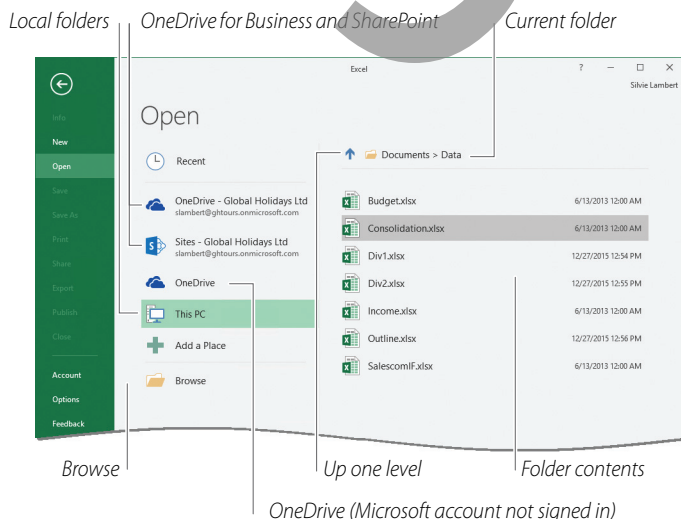 Local folders OneDrive for Business and SharePoint Current folder
Excel ? – □ ×
Silvie Lambert
Info
New
Open
Save
Save As
Print
Share
Export
Publish
Close
Account
Options
Feedback
Open
Recent
OneDrive - Global Holidays Ltd
slambert@ghtours.onmicrosoft.com
Sites - Global Holidays Ltd
slambert@ghtours.onmicrosoft.com
OneDrive
This PC
Add a Place
Browse
Documents > Data
Budget.xlsx 6/13/2013 12:00 AM
Consolidation.xlsx 6/13/2013 12:00 AM
Div1.xlsx 12/27/2015 12:54 PM
Div2.xlsx 12/27/2015 12:55 PM
Income.xlsx 6/13/2013 12:00 AM
Outline.xlsx 12/27/2015 12:56 PM
SalescomIF.xlsx 6/13/2013 12:00 AM
Browse Up one level Folder contents
OneDrive (Microsoft account not signed in)